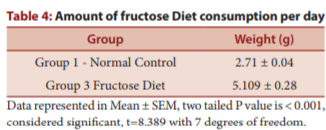 Table 4: Amount of fructose Diet consumption per day
Group Weight (g)
Group 1 - Normal Control 2.71 ± 0.04
Group 3 Fructose Diet 5.109 ± 0.28
Data represented in Mean ± SEM, two tailed P value is < 0.001,
considered significant, t=8.389 with 7 degrees of freedom.